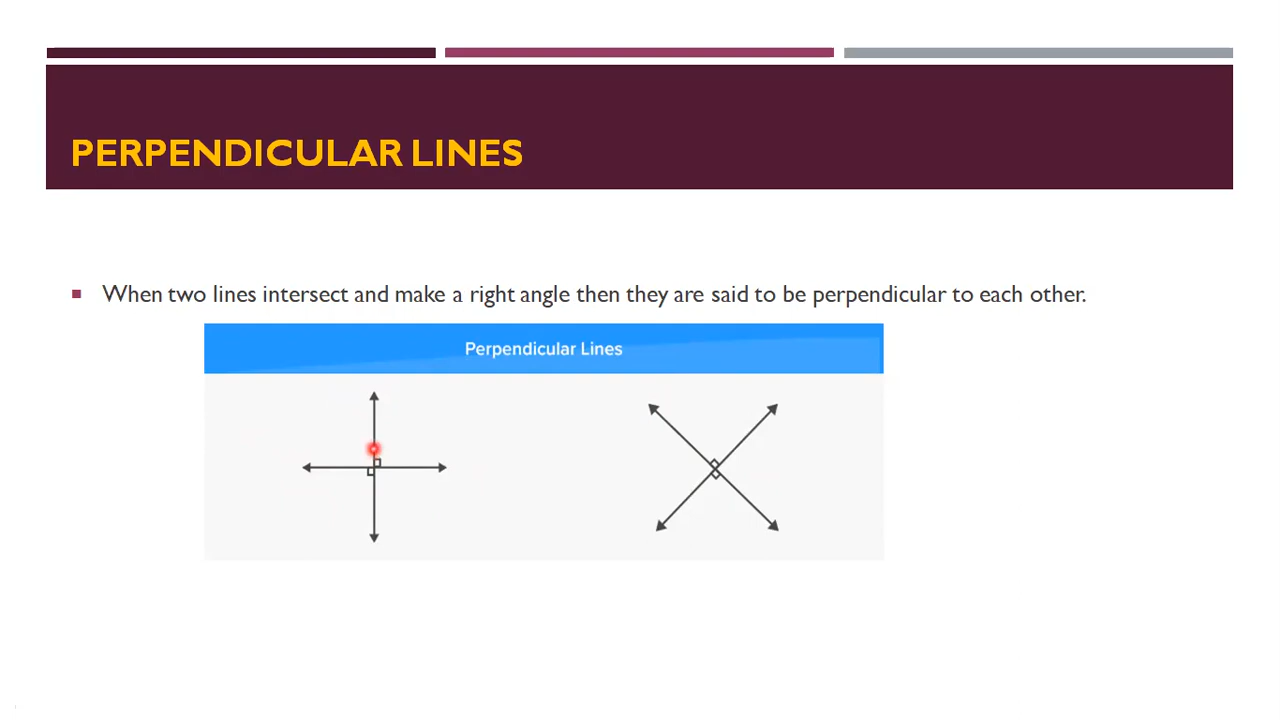 PERPENDICULAR LINES
When two lines intersect and make a right angle then they are said to be perpendicular to each other.
Perpendicular Lines